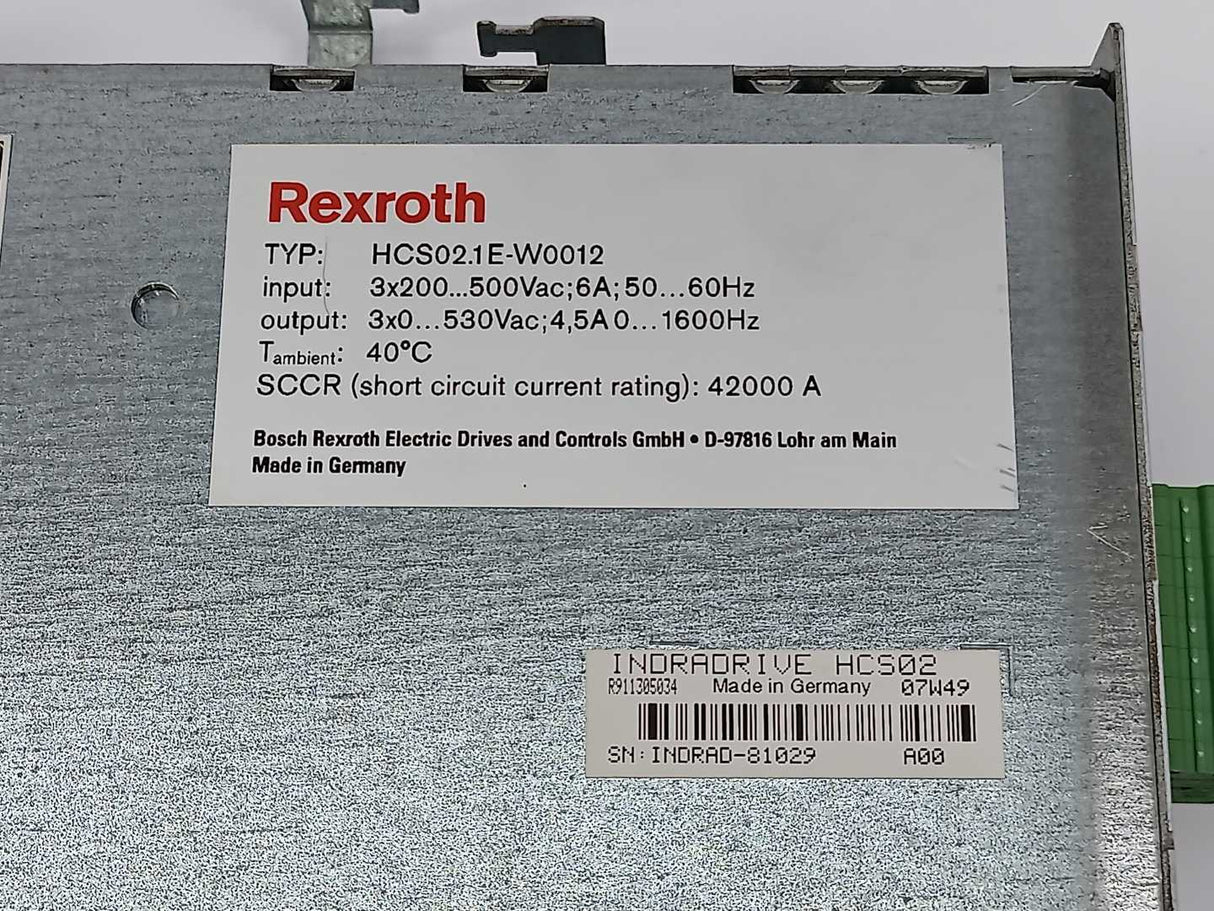 Rexroth
TYP: HCS02.1E-W0012
input: 3x200...500Vac;6A;50...60Hz
output: 3x0...530Vac;4,5A 0...1600Hz
Tambient: 40°C
SCCR (short circuit current rating): 42000 A
Bosch Rexroth Electric Drives and Controls GmbH • D-97816 Lohr am Main
Made in Germany
INDRADRIVE HCS02
R911305034 Made in Germany 07W49
SN:INDRAD-81029 A00